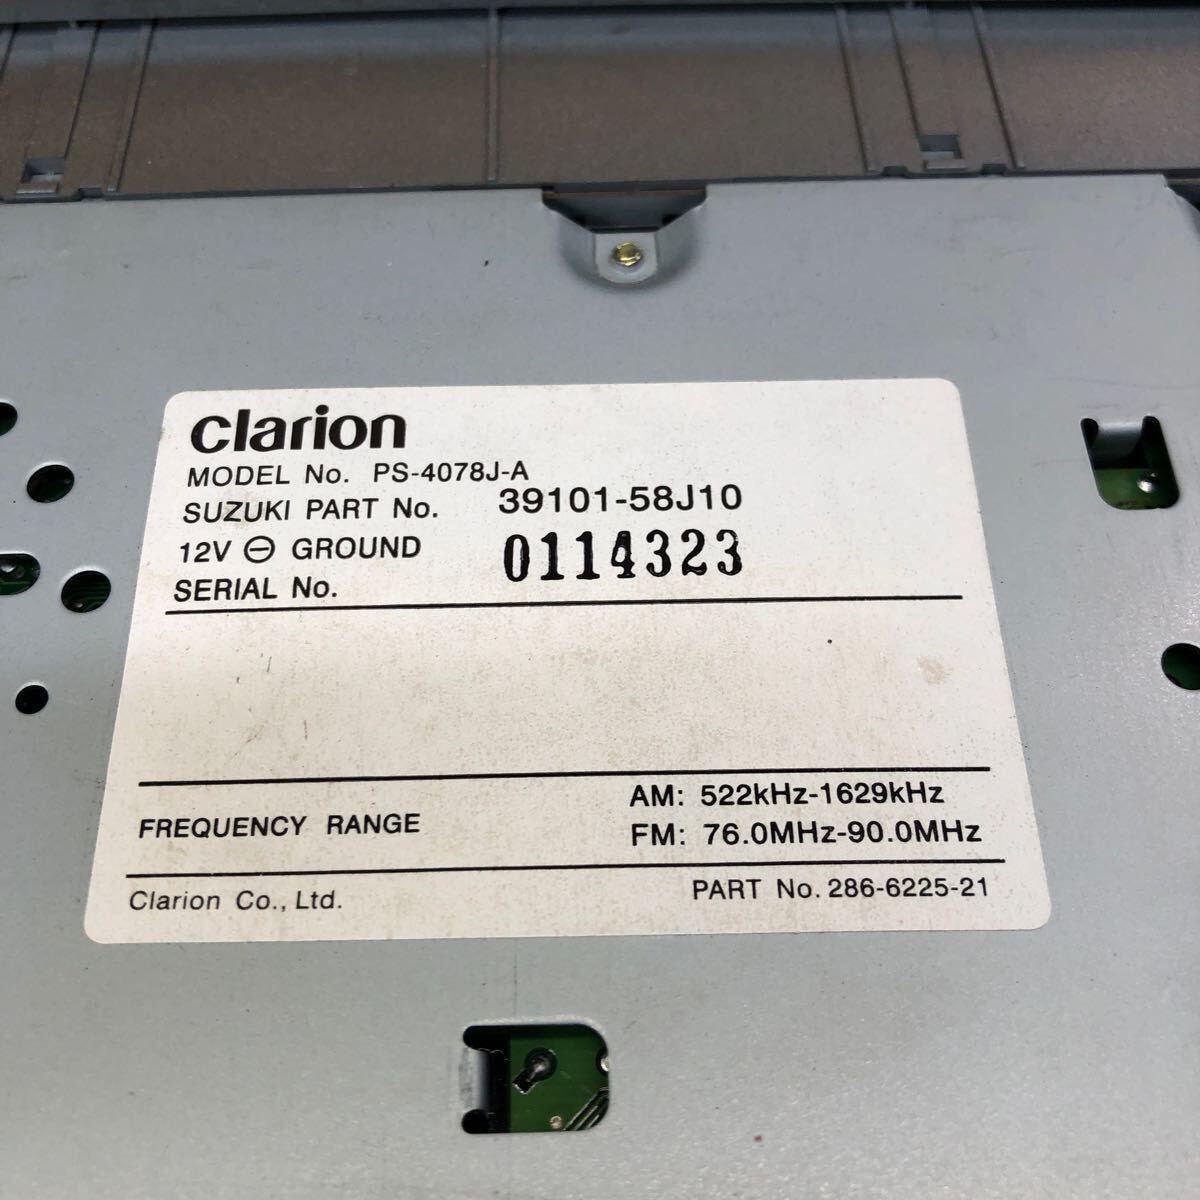 clarion
MODEL No. PS-4078J-A
SUZUKI PART No. 39101-58J10
12V ⊖ GROUND
SERIAL No. 0114323
FREQUENCY RANGE
AM: 522kHz-1629kHz
FM: 76.0MHz-90.0MHz
Clarion Co., Ltd.
PART No. 286-6225-21